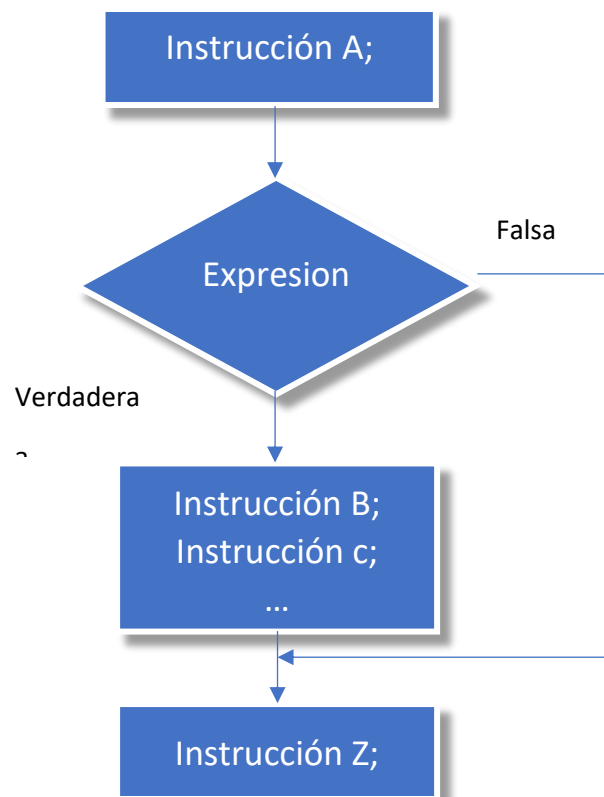 Instrucción A;
Falsa
Expresion
Verdadera
Instrucción B;
Instrucción c;
...
Instrucción Z;